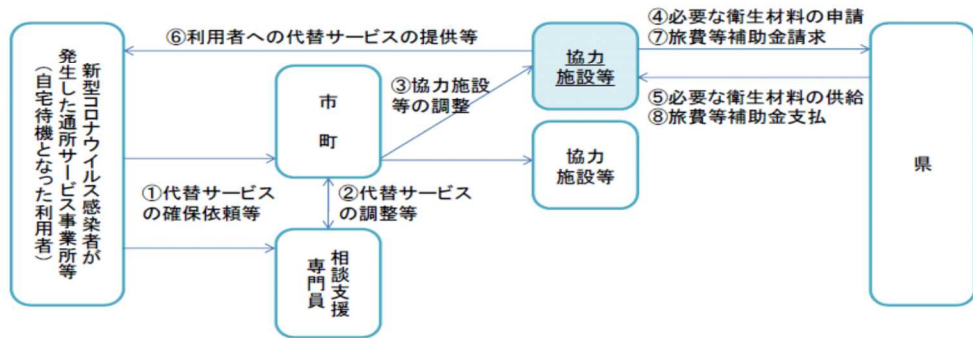 新型コロナウイルス感染者が
発生した通所サービス事業所等
（自宅待機となった利用者）
⑥利用者への代替サービスの提供等
市
町
③協力施設
等の調整
協力
施設等
④必要な衛生材料の申請
⑦旅費等補助金請求
⑤必要な衛生材料の供給
⑧旅費等補助金支払
県
協力
施設等
①代替サービス
の確保依頼等
②代替サービス
の調整等
相談支援
専門員